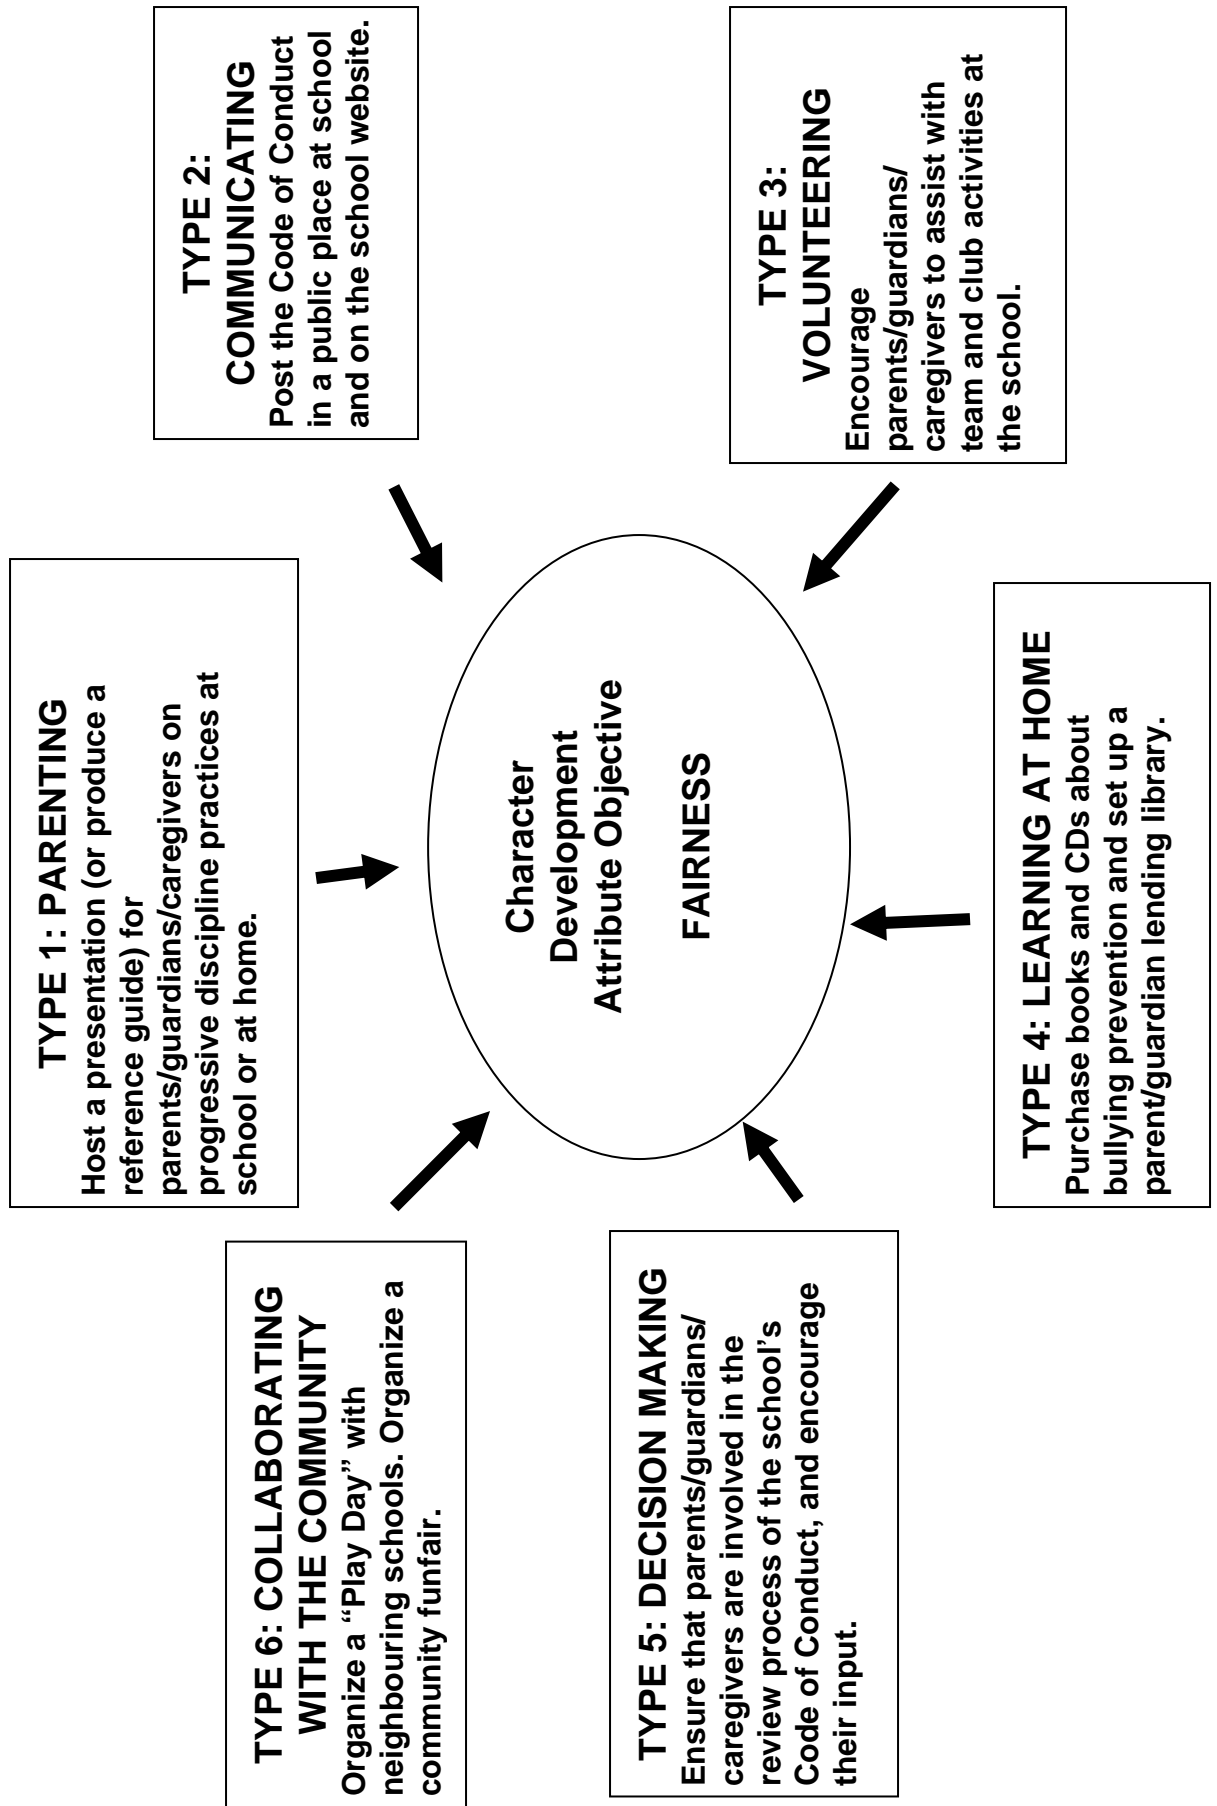 TYPE 1: PARENTING
Host a presentation (or produce a
reference guide) for
parents/guardians/caregivers on
progressive discipline practices at
school or at home.
TYPE 2:
COMMUNICATING
Post the Code of Conduct
in a public place at school
and on the school website.
TYPE 3:
VOLUNTEERING
Encourage
parents/guardians/
caregivers to assist with
team and club activities at
the school.
TYPE 4: LEARNING AT HOME
Purchase books and CDs about
bullying prevention and set up a
parent/guardian lending library.
TYPE 5: DECISION MAKING
Ensure that parents/guardians/
caregivers are involved in the
review process of the school’s
Code of Conduct, and encourage
their input.
TYPE 6: COLLABORATING
WITH THE COMMUNITY
Organize a “Play Day” with
neighbouring schools. Organize a
community funfair.
Character
Development
Attribute Objective
FAIRNESS